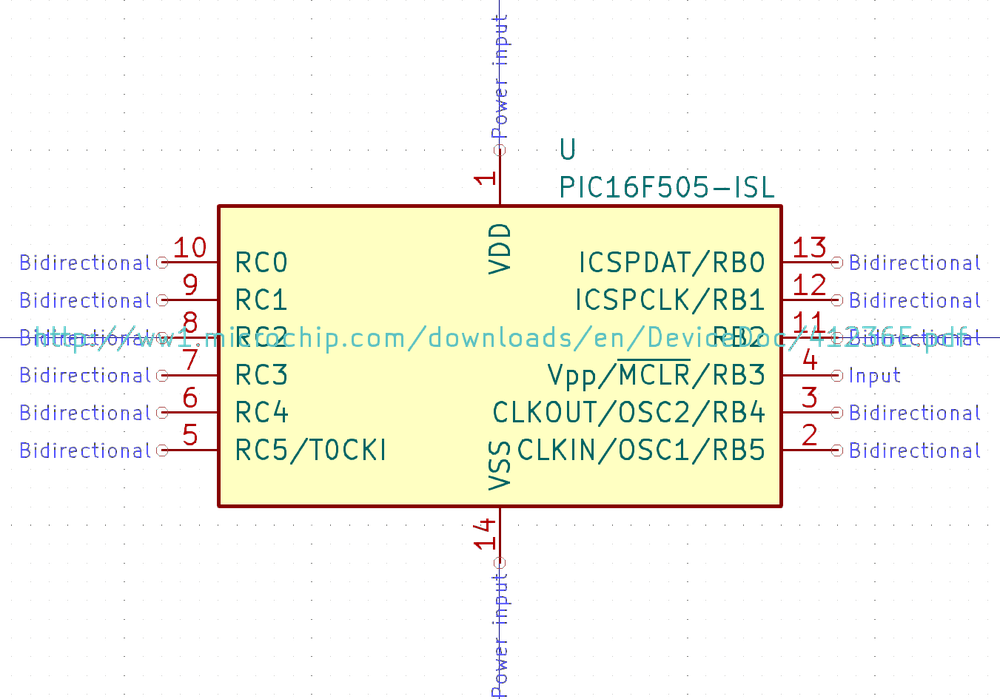 Power input
1
U
PIC16F505-ISL
VDD
Bidirectional 10 RC0 ICSPDAT/RB0 13 Bidirectional
Bidirectional 9 RC1 ICSPCLK/RB1 12 Bidirectional
Bidirectional 8 RC2 RB2 11 Bidirectional
http://ww1.microchip.com/downloads/en/DeviceDoc/41236E.pdf
Bidirectional 7 RC3 Vpp/MCLR/RB3 4 Input
Bidirectional 6 RC4 CLKOUT/OSC2/RB4 3 Bidirectional
Bidirectional 5 RC5/T0CKI CLKIN/OSC1/RB5 2 Bidirectional
VSS
14
Power input